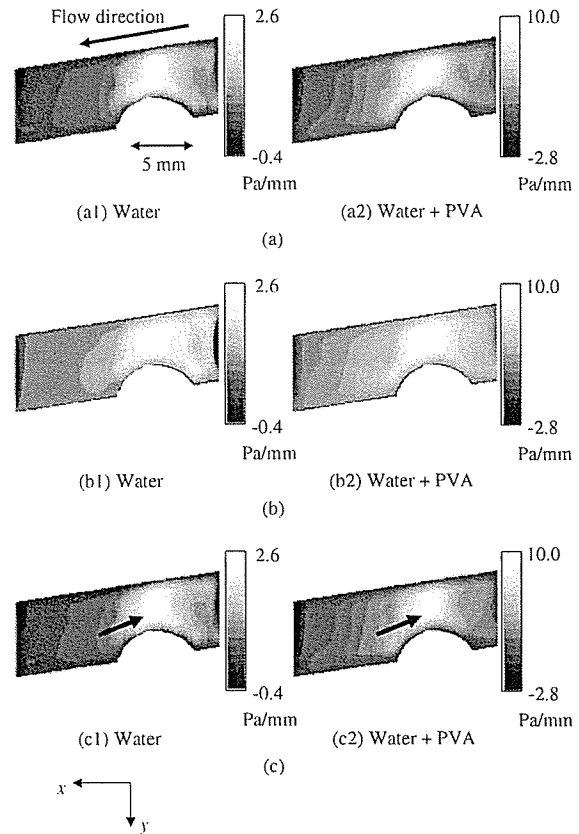 Flow direction
2.6
10.0
5 mm
-0.4
-2.8
Pa/mm
Pa/mm
(a1) Water
(a2) Water + PVA
(a)
2.6
10.0
-0.4
-2.8
Pa/mm
Pa/mm
(b1) Water
(b2) Water + PVA
(b)
2.6
10.0
-0.4
-2.8
Pa/mm
Pa/mm
(c1) Water
(c2) Water + PVA
(c)
x
y